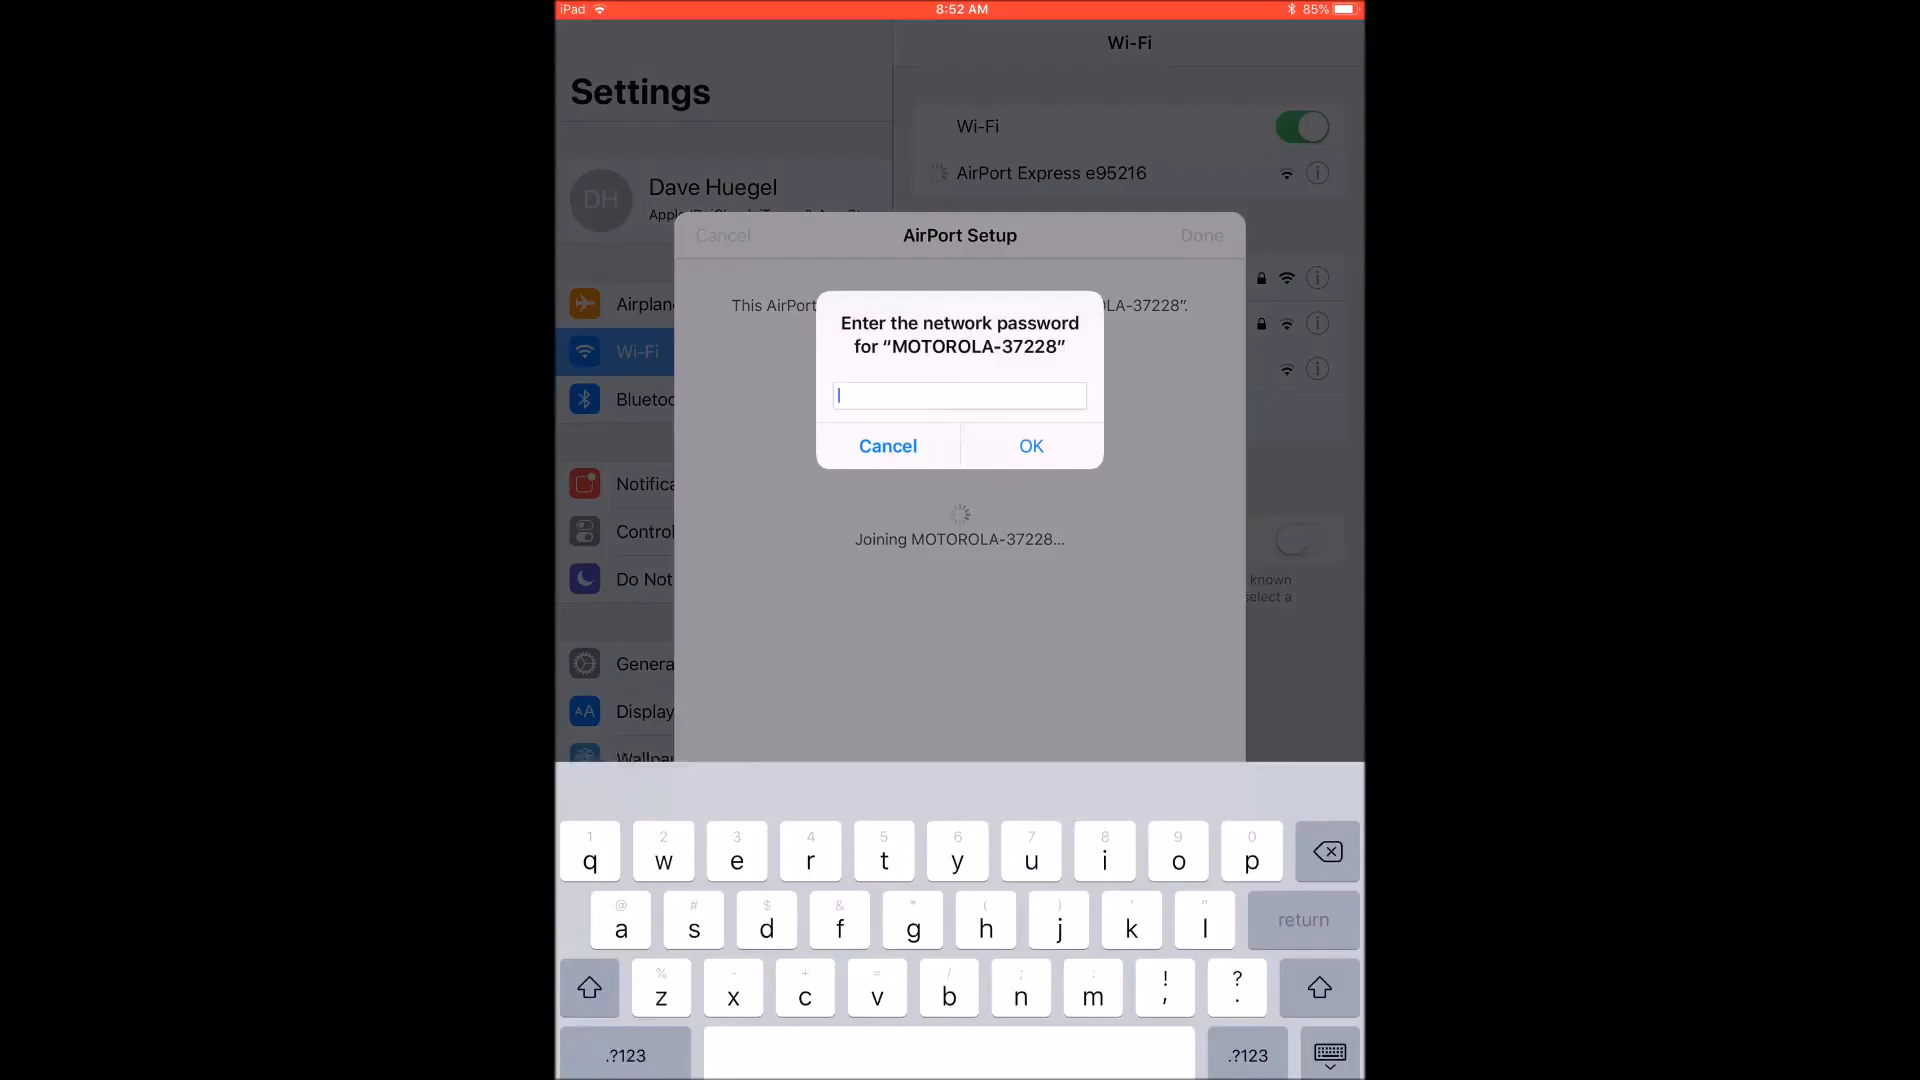 iPad 8:52 AM 85%
Settings
Wi-Fi
DH
Dave Huegel
Wi-Fi
AirPort Express e95216
Cancel AirPort Setup Done
This AirPort
LA-37228”.
Airplan
Wi-Fi
Bluetoo
Notifica
Control
Do Not
Genera
AA Display
Wallpap
Enter the network password
for “MOTOROLA-37228”
Cancel OK
Joining MOTOROLA-37228...
known
select a
1 2 3 4 5 6 7 8 9 0
q w e r t y u i o p
@ # $ & * ( ) ' "
a s d f g h j k l return
% - + = / ; : ! ?
z x c v b n m , .
.?123 .?123